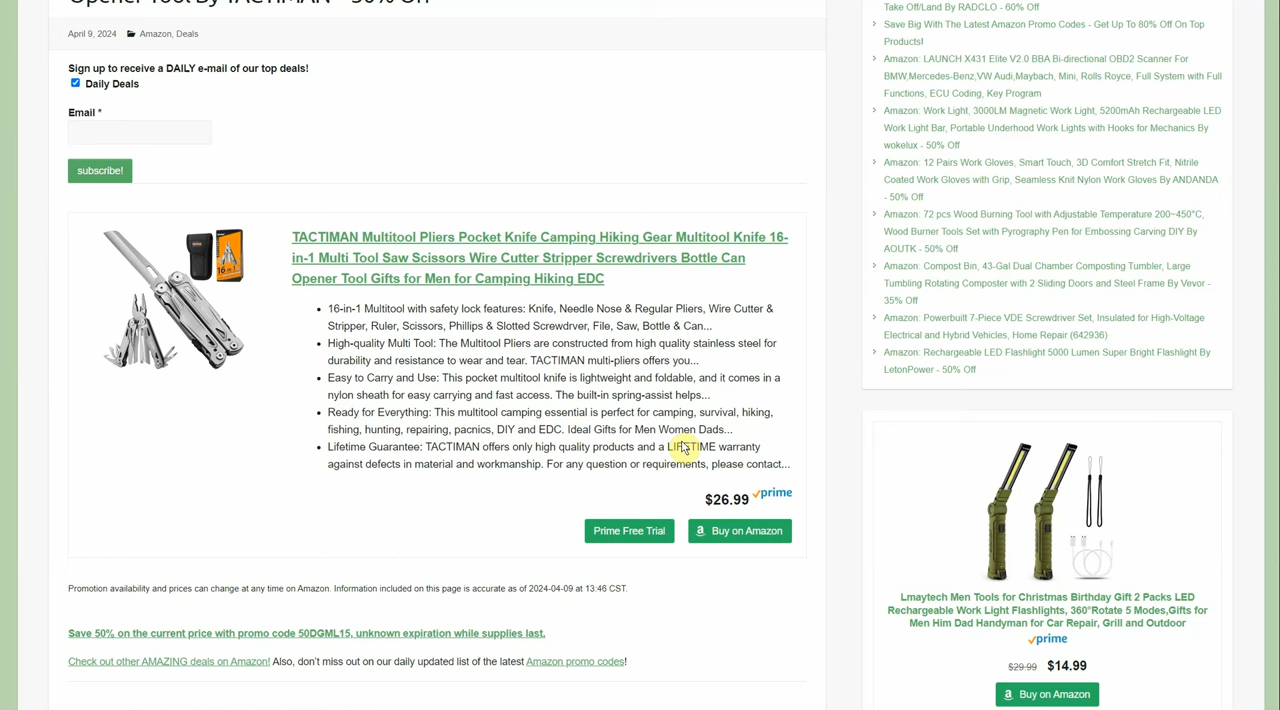 Opener Tool By TACTIMAN - 50% Off
April 9, 2024 Amazon, Deals
Sign up to receive a DAILY e-mail of our top deals!
Daily Deals
Email *
subscribe!
16 in 1
TACTIMAN Multitool Pliers Pocket Knife Camping Hiking Gear Multitool Knife 16-
in-1 Multi Tool Saw Scissors Wire Cutter Stripper Screwdrivers Bottle Can
Opener Tool Gifts for Men for Camping Hiking EDC
• 16-in-1 Multitool with safety lock features: Knife, Needle Nose & Regular Pliers, Wire Cutter &
Stripper, Ruler, Scissors, Phillips & Slotted Screwdrver, File, Saw, Bottle & Can...
• High-quality Multi Tool: The Multitool Pliers are constructed from high quality stainless steel for
durability and resistance to wear and tear. TACTIMAN multi-pliers offers you...
• Easy to Carry and Use: This pocket multitool knife is lightweight and foldable, and it comes in a
nylon sheath for easy carrying and fast access. The built-in spring-assist helps...
• Ready for Everything: This multitool camping essential is perfect for camping, survival, hiking,
fishing, hunting, repairing, pacnics, DIY and EDC. Ideal Gifts for Men Women Dads...
• Lifetime Guarantee: TACTIMAN offers only high quality products and a LIFETIME warranty
against defects in material and workmanship. For any question or requirements, please contact...
$26.99 prime
Prime Free Trial Buy on Amazon
Promotion availability and prices can change at any time on Amazon. Information included on this page is accurate as of 2024-04-09 at 13:46 CST.
Save 50% on the current price with promo code 50DGML15, unknown expiration while supplies last.
Check out other AMAZING deals on Amazon! Also, don't miss out on our daily updated list of the latest Amazon promo codes!
Take Off/Land By RADCLO - 60% Off
Save Big With The Latest Amazon Promo Codes - Get Up To 80% Off On Top
Products!
Amazon: LAUNCH X431 Elite V2.0 BBA Bi-directional OBD2 Scanner For
BMW,Mercedes-Benz,VW Audi,Maybach, Mini, Rolls Royce, Full System with Full
Functions, ECU Coding, Key Program
Amazon: Work Light, 3000LM Magnetic Work Light, 5200mAh Rechargeable LED
Work Light Bar, Portable Underhood Work Lights with Hooks for Mechanics By
wokelux - 50% Off
Amazon: 12 Pairs Work Gloves, Smart Touch, 3D Comfort Stretch Fit, Nitrile
Coated Work Gloves with Grip, Seamless Knit Nylon Work Gloves By ANDANDA
- 50% Off
Amazon: 72 pcs Wood Burning Tool with Adjustable Temperature 200~450°C,
Wood Burner Tools Set with Pyrography Pen for Embossing Carving DIY By
AOUTK - 50% Off
Amazon: Compost Bin, 43-Gal Dual Chamber Composting Tumbler, Large
Tumbling Rotating Composter with 2 Sliding Doors and Steel Frame By Vevor -
35% Off
Amazon: Powerbuilt 7-Piece VDE Screwdriver Set, Insulated for High-Voltage
Electrical and Hybrid Vehicles, Home Repair (642936)
Amazon: Rechargeable LED Flashlight 5000 Lumen Super Bright Flashlight By
LetonPower - 50% Off
Lmaytech Men Tools for Christmas Birthday Gift 2 Packs LED
Rechargeable Work Light Flashlights, 360°Rotate 5 Modes,Gifts for
Men Him Dad Handyman for Car Repair, Grill and Outdoor
prime
$29.99 $14.99
Buy on Amazon